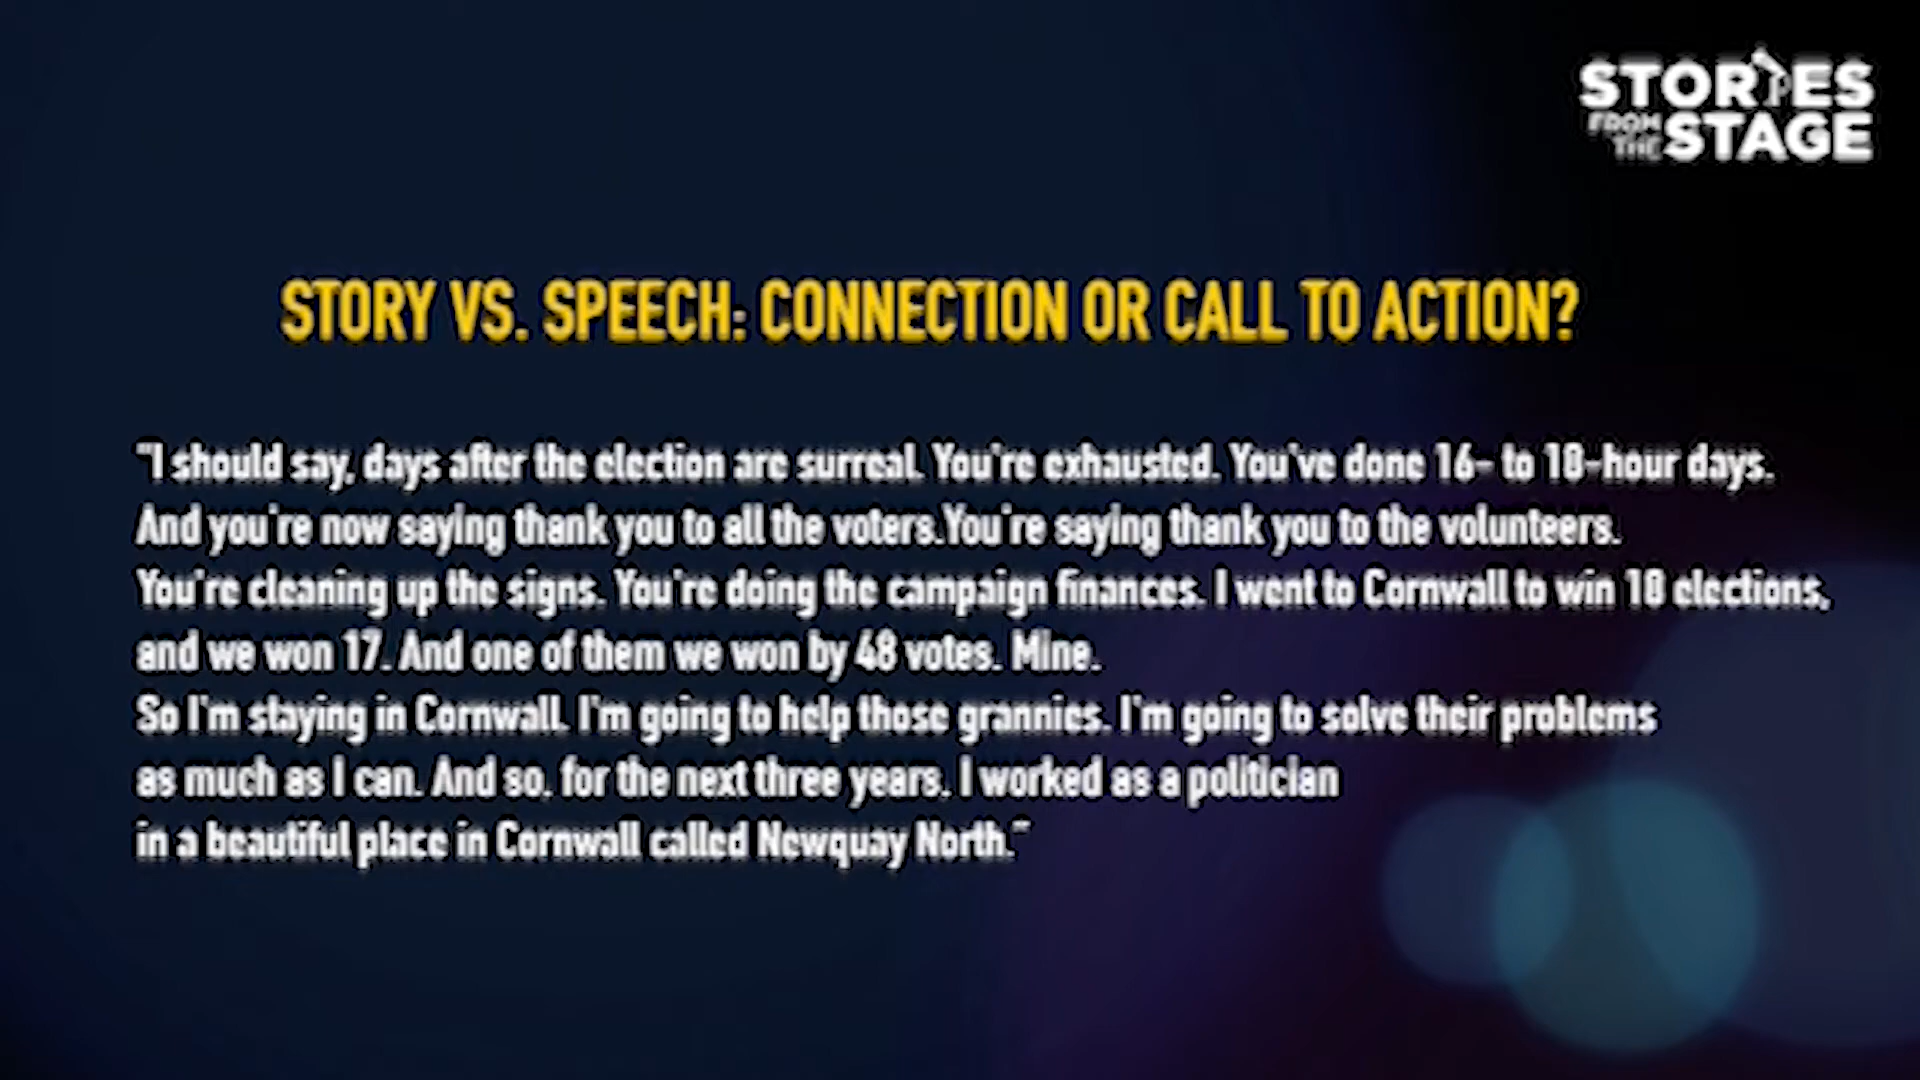 STORIES
FROM THE STAGE
STORY VS. SPEECH: CONNECTION OR CALL TO ACTION?
"I should say, days after the election are surreal. You're exhausted. You've done 16- to 18-hour days.
And you're now saying thank you to all the voters.You're saying thank you to the volunteers.
You're cleaning up the signs. You're doing the campaign finances. I went to Cornwall to win 18 elections,
and we won 17. And one of them we won by 48 votes. Mine.
So I'm staying in Cornwall. I'm going to help those grannies. I'm going to solve their problems
as much as I can. And so, for the next three years, I worked as a politician
in a beautiful place in Cornwall called Newquay North."